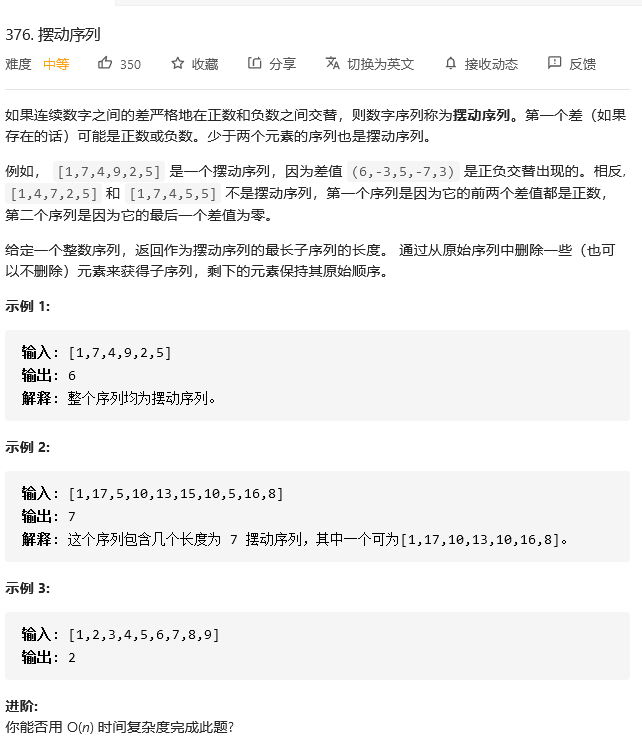 376. 摆动序列
难度 中等 350 收藏 分享 切换为英文 接收动态 反馈
如果连续数字之间的差严格地在正数和负数之间交替，则数字序列称为摆动序列。第一个差（如果
存在的话）可能是正数或负数。少于两个元素的序列也是摆动序列。
例如， [1,7,4,9,2,5] 是一个摆动序列，因为差值 (6,-3,5,-7,3) 是正负交替出现的。相反,
[1,4,7,2,5] 和 [1,7,4,5,5] 不是摆动序列，第一个序列是因为它的前两个差值都是正数，
第二个序列是因为它的最后一个差值为零。
给定一个整数序列，返回作为摆动序列的最长子序列的长度。 通过从原始序列中删除一些（也可
以不删除）元素来获得子序列，剩下的元素保持其原始顺序。
示例 1:
输入: [1,7,4,9,2,5]
输出: 6
解释: 整个序列均为摆动序列。
示例 2:
输入: [1,17,5,10,13,15,10,5,16,8]
输出: 7
解释: 这个序列包含几个长度为 7 摆动序列，其中一个可为[1,17,10,13,10,16,8]。
示例 3:
输入: [1,2,3,4,5,6,7,8,9]
输出: 2
进阶:
你能否用 O(n) 时间复杂度完成此题?